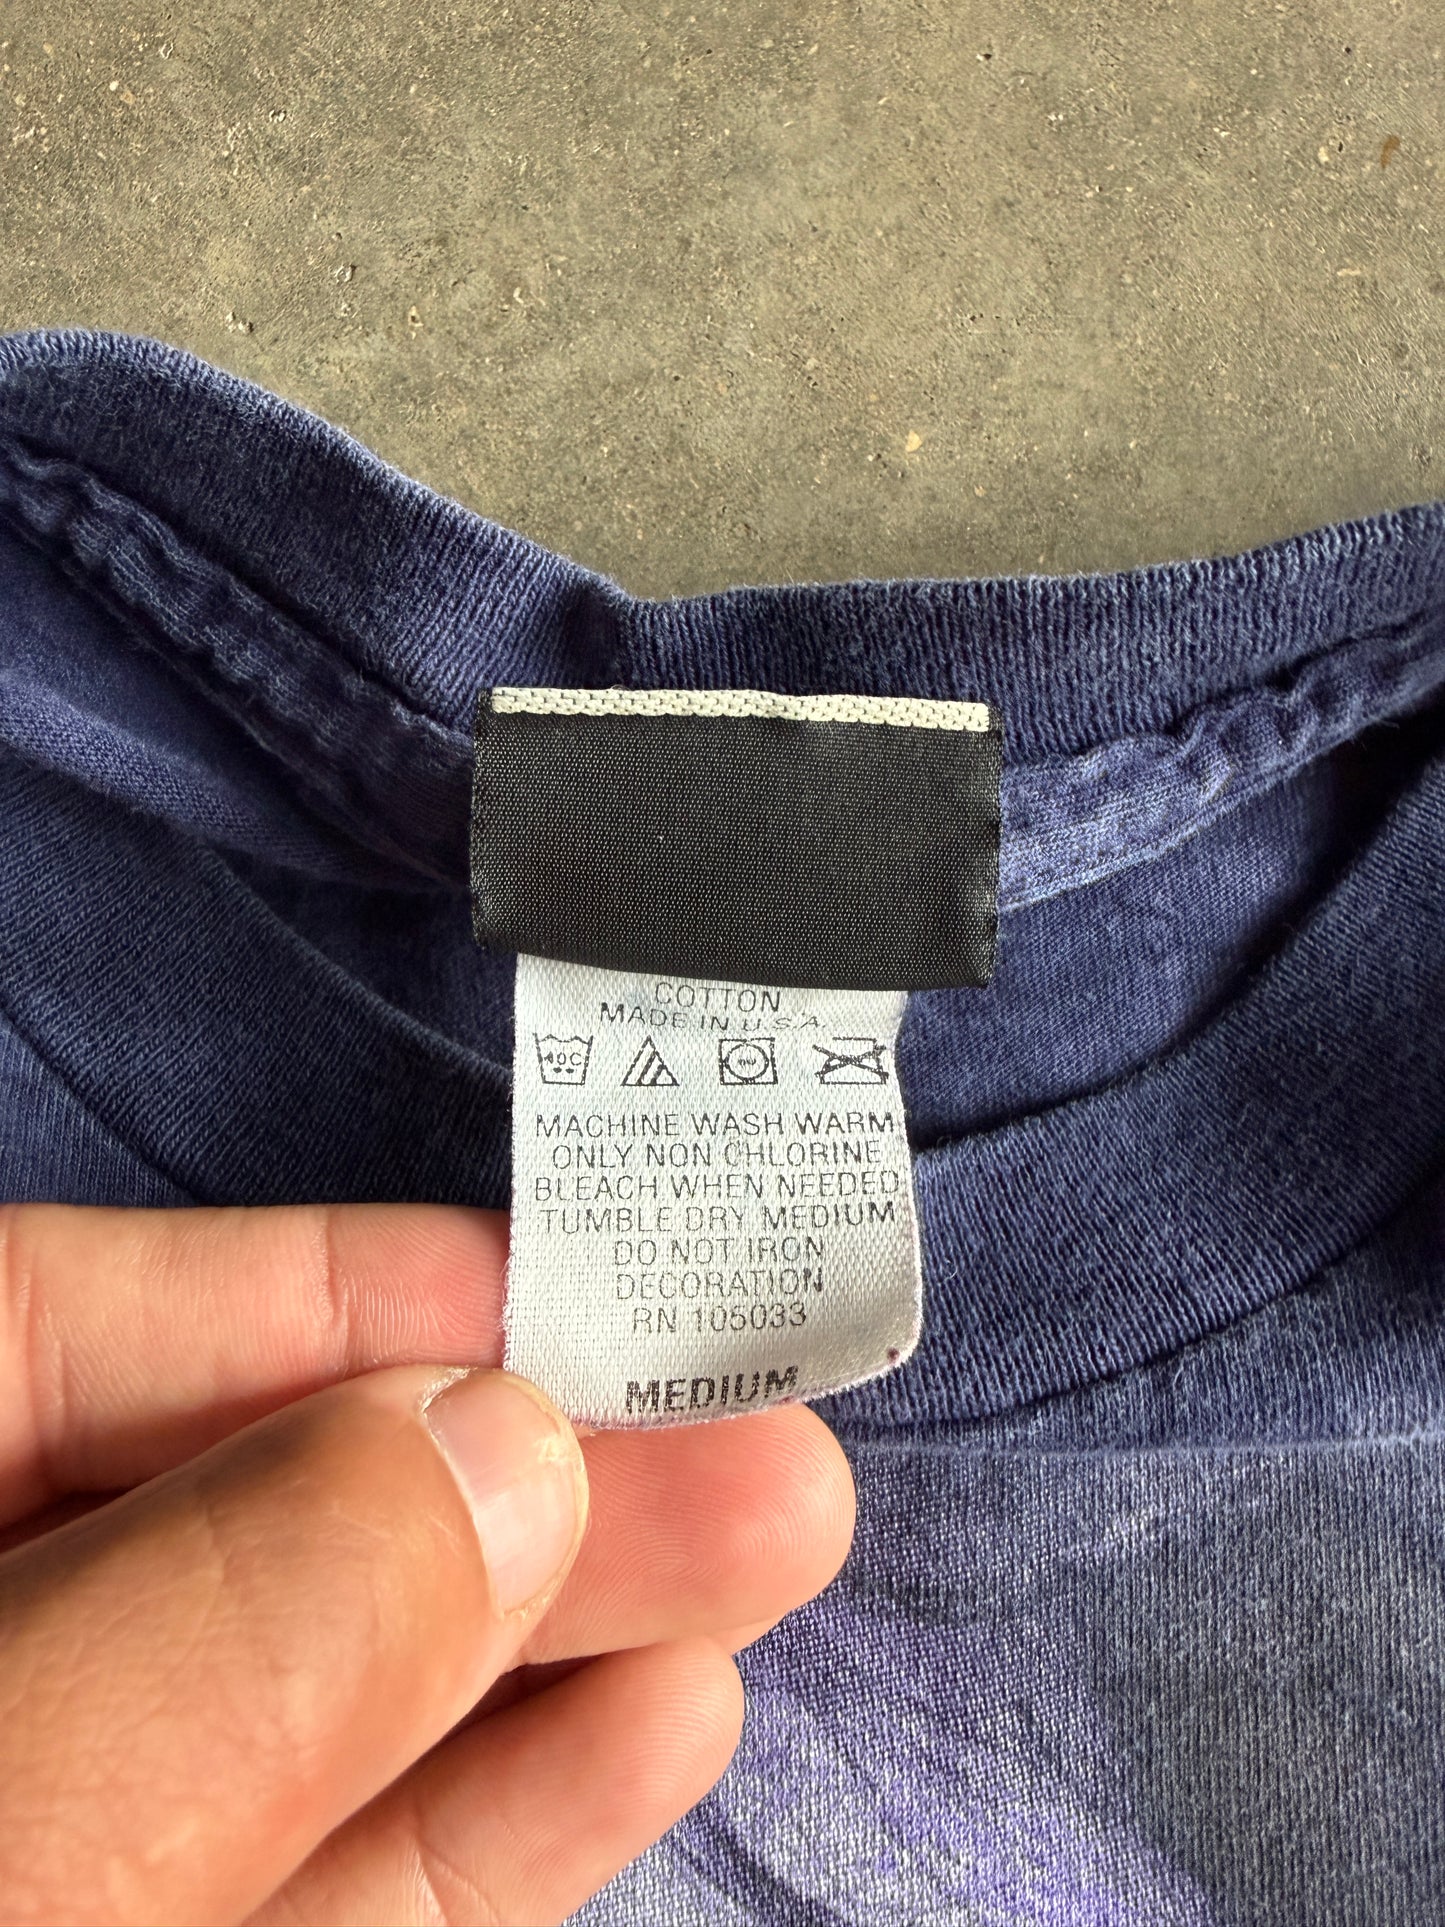 COTTON
MADE IN U.S.A.
40C
MACHINE WASH WARM
ONLY NON CHLORINE
BLEACH WHEN NEEDED
TUMBLE DRY MEDIUM
DO NOT IRON
DECORATION
RN 105033
MEDIUM